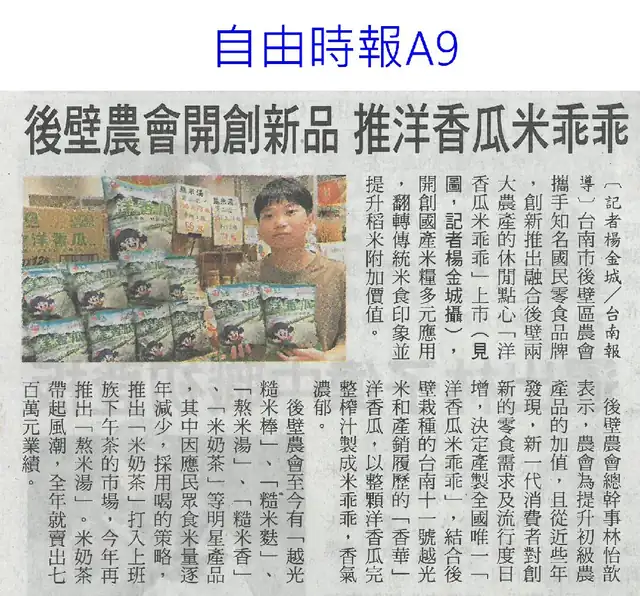 自由時報A9
後壁農會開創新品 推洋香瓜米乖乖
洋香瓜
熬米湯
〔記者楊金城／台南報
導〕台南市後壁區農會
攜手知名國民零食品牌
，創新推出融合後壁兩
大農產的休閒點心「洋
香瓜米乖乖」上市（見
圖，記者楊金城攝），
開創國產米糧多元應用
，翻轉傳統米食印象並
提升稻米附加價值。
後壁農會總幹事林怡歆
表示，農會為提升初級農
產品的加值，且從近些年
發現，新一代消費者對創
新的零食需求及流行度日
增，決定產製全國唯一「
洋香瓜米乖乖」，結合後
壁栽種的台南十一號越光
米和產銷履歷的「香華」
洋香瓜，以整顆洋香瓜完
整榨汁製成米乖乖，香氣
濃郁。
後壁農會至今有「越光
糙米棒」、「糙米麩」、
「熬米湯」、「糙米香」
、「米奶茶」等明星產品
，其中因應民眾食米量逐
年減少，採用喝的策略，
推出「米奶茶」打入上班
族下午茶的市場，今年再
推出「熬米湯」。米奶茶
帶起風潮，全年就賣出七
百萬元業績。